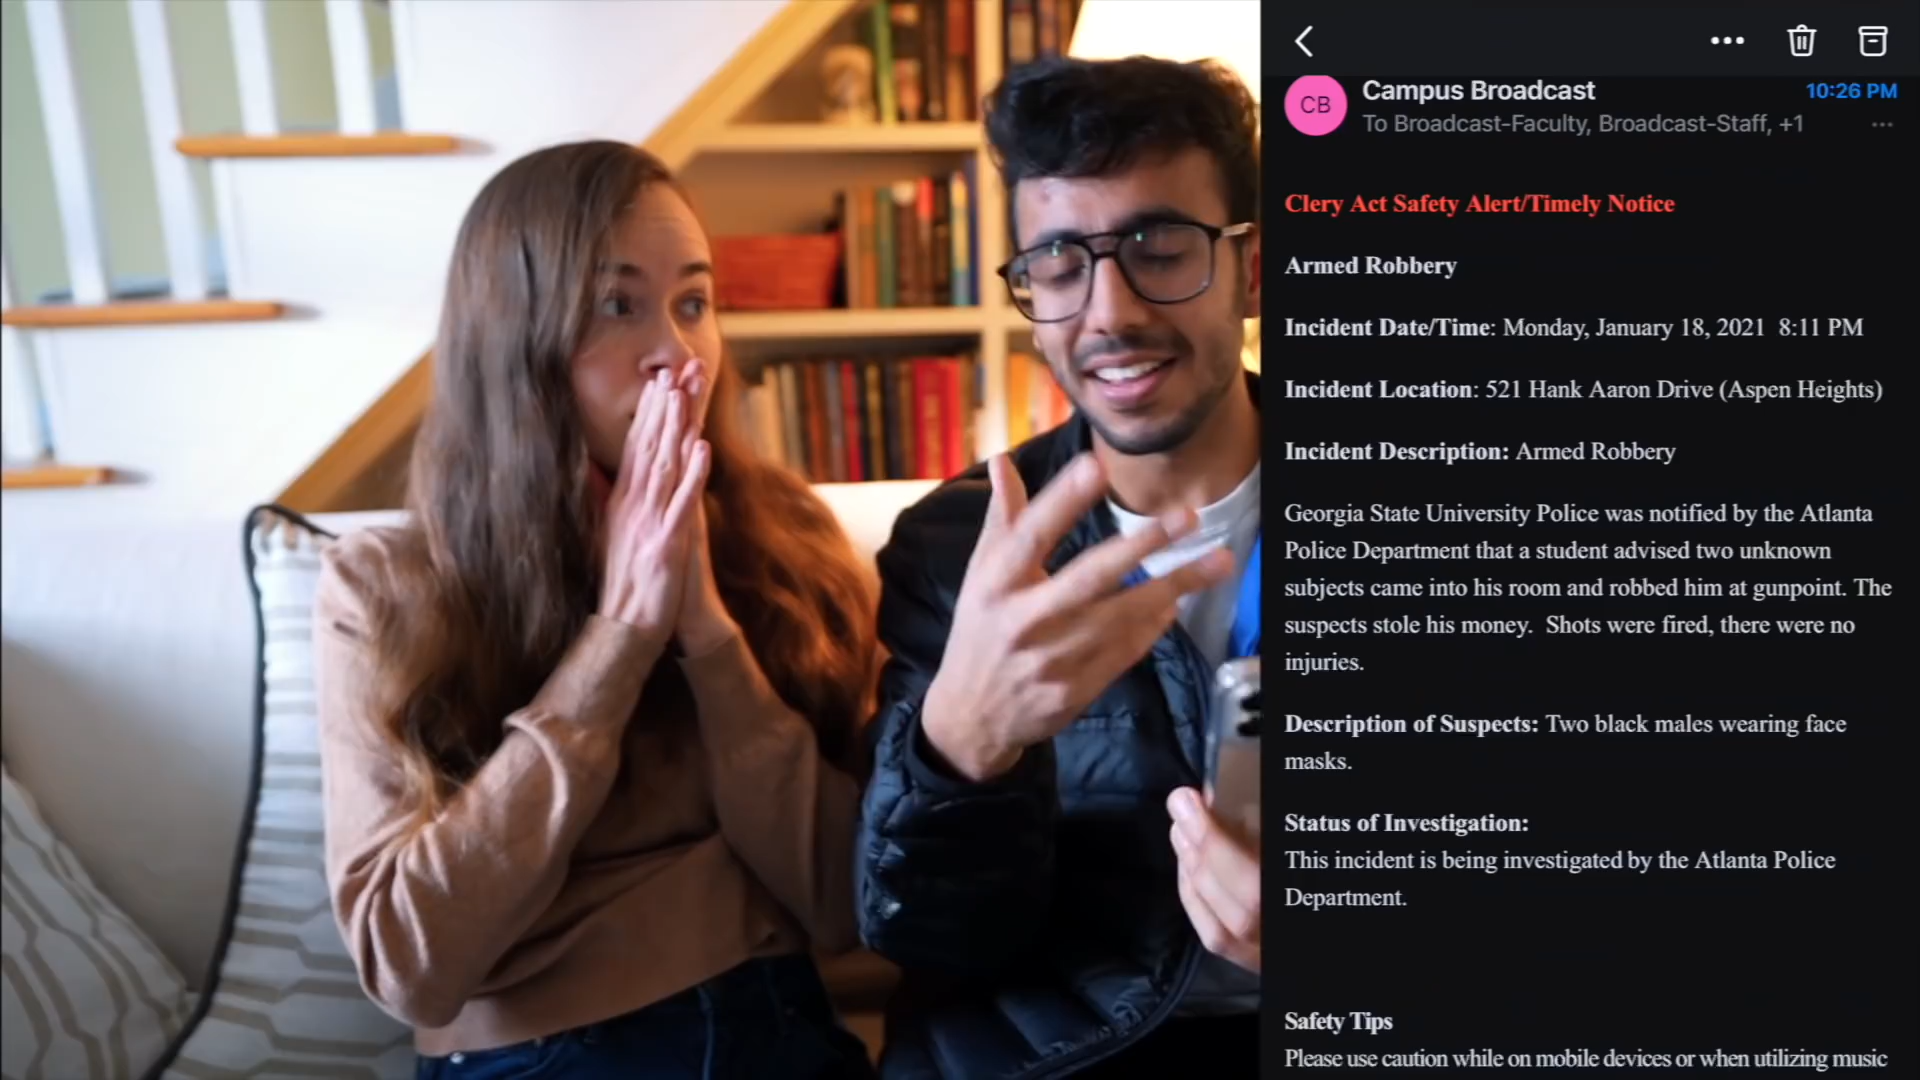 Campus Broadcast
10:26 PM
CB
To Broadcast-Faculty, Broadcast-Staff, +1
Clery Act Safety Alert/Timely Notice
Armed Robbery
Incident Date/Time: Monday, January 18, 2021  8:11 PM
Incident Location: 521 Hank Aaron Drive (Aspen Heights)
Incident Description: Armed Robbery
Georgia State University Police was notified by the Atlanta
Police Department that a student advised two unknown
subjects came into his room and robbed him at gunpoint. The
suspects stole his money.  Shots were fired, there were no
injuries.
Description of Suspects: Two black males wearing face
masks.
Status of Investigation:
This incident is being investigated by the Atlanta Police
Department.
Safety Tips
Please use caution while on mobile devices or when utilizing music